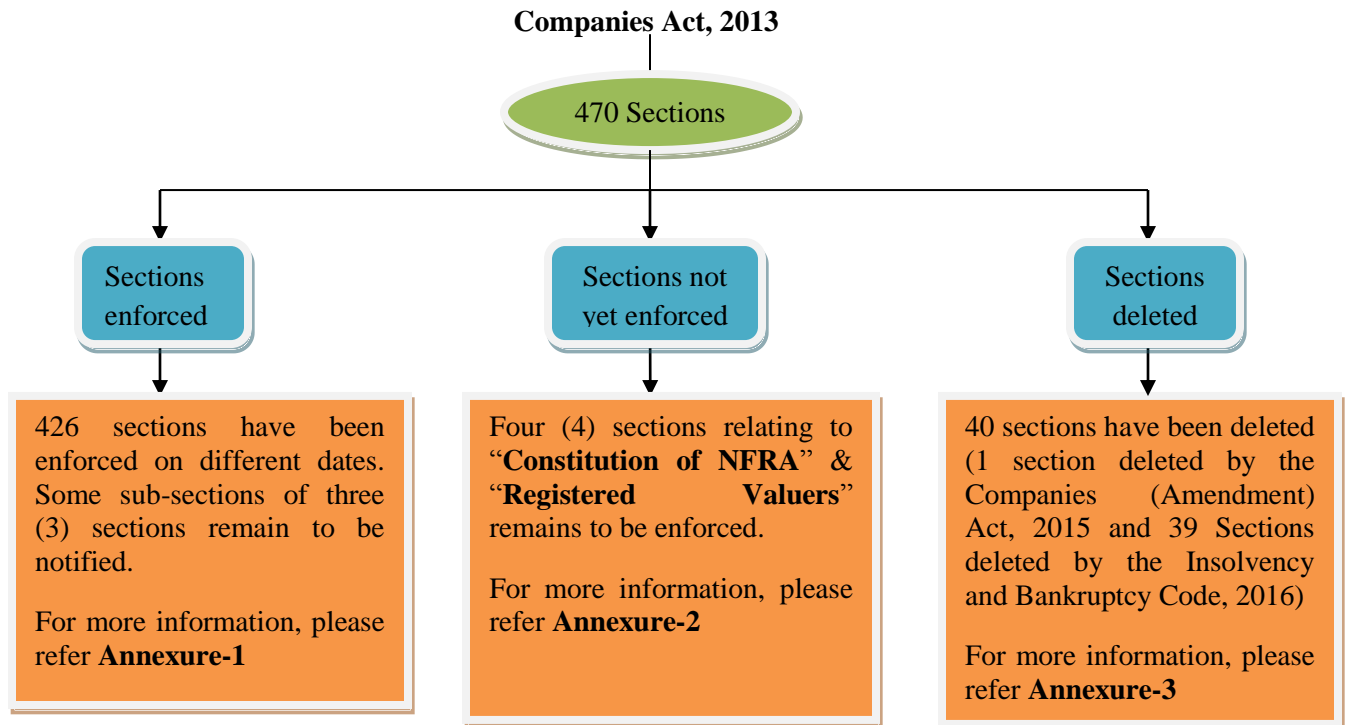 Companies Act, 2013
470 Sections
Sections
enforced
Sections not
yet enforced
Sections
deleted
426 sections have been
enforced on different dates.
Some sub-sections of three
(3) sections remain to be
notified.
For more information, please
refer Annexure-1
Four (4) sections relating to
“Constitution of NFRA” &
“Registered Valuers”
remains to be enforced.
For more information, please
refer Annexure-2
40 sections have been deleted
(1 section deleted by the
Companies (Amendment)
Act, 2015 and 39 Sections
deleted by the Insolvency
and Bankruptcy Code, 2016)
For more information, please
refer Annexure-3